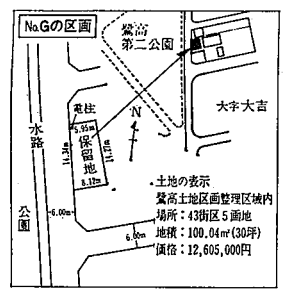 No.Gの区画
鷲高
第二公園
電柱
5.95m
N
大字大吉
水路
14.34m
保留地
14.17m
8.12m
公園
6.00m
6.00m
土地の表示
鷲高土地区画整理区域内
場所：43街区5画地
地積：100.04㎡(30坪)
価格：12,605,000円